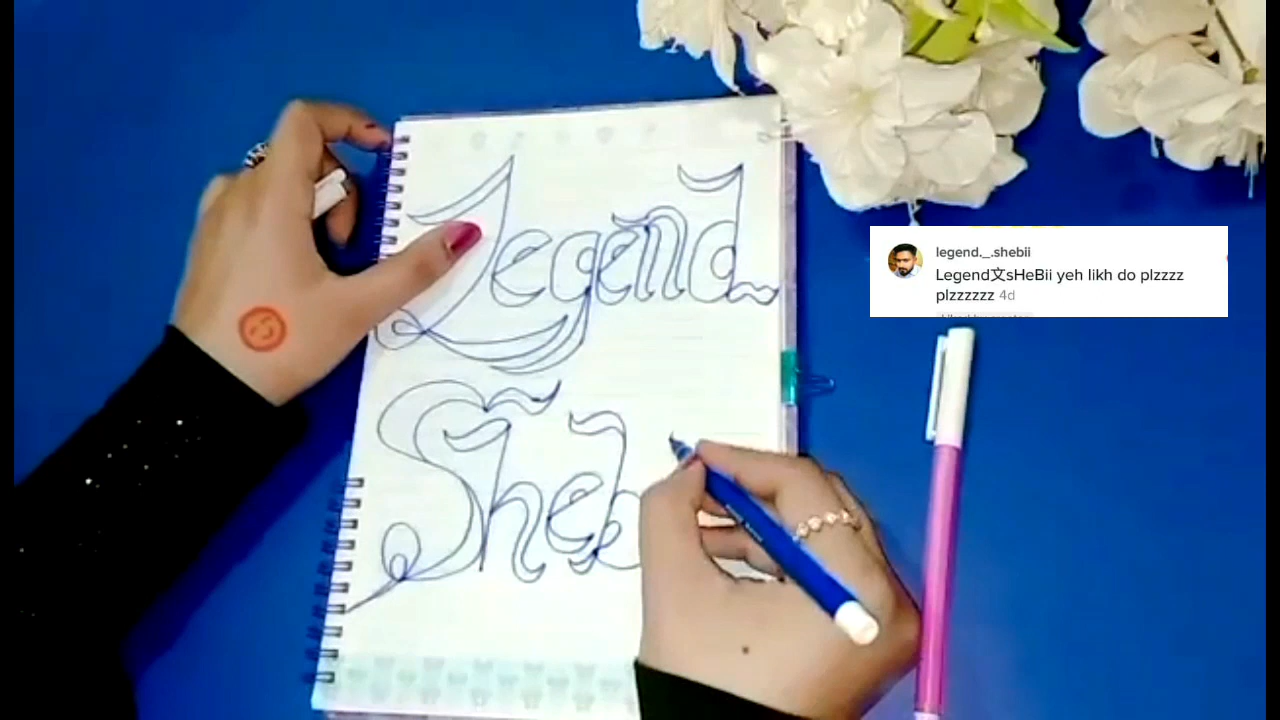 Legend
Sheb
legend._.shebii
Legend文sHeBii yeh likh do plzzzz
plzzzzzz 4d